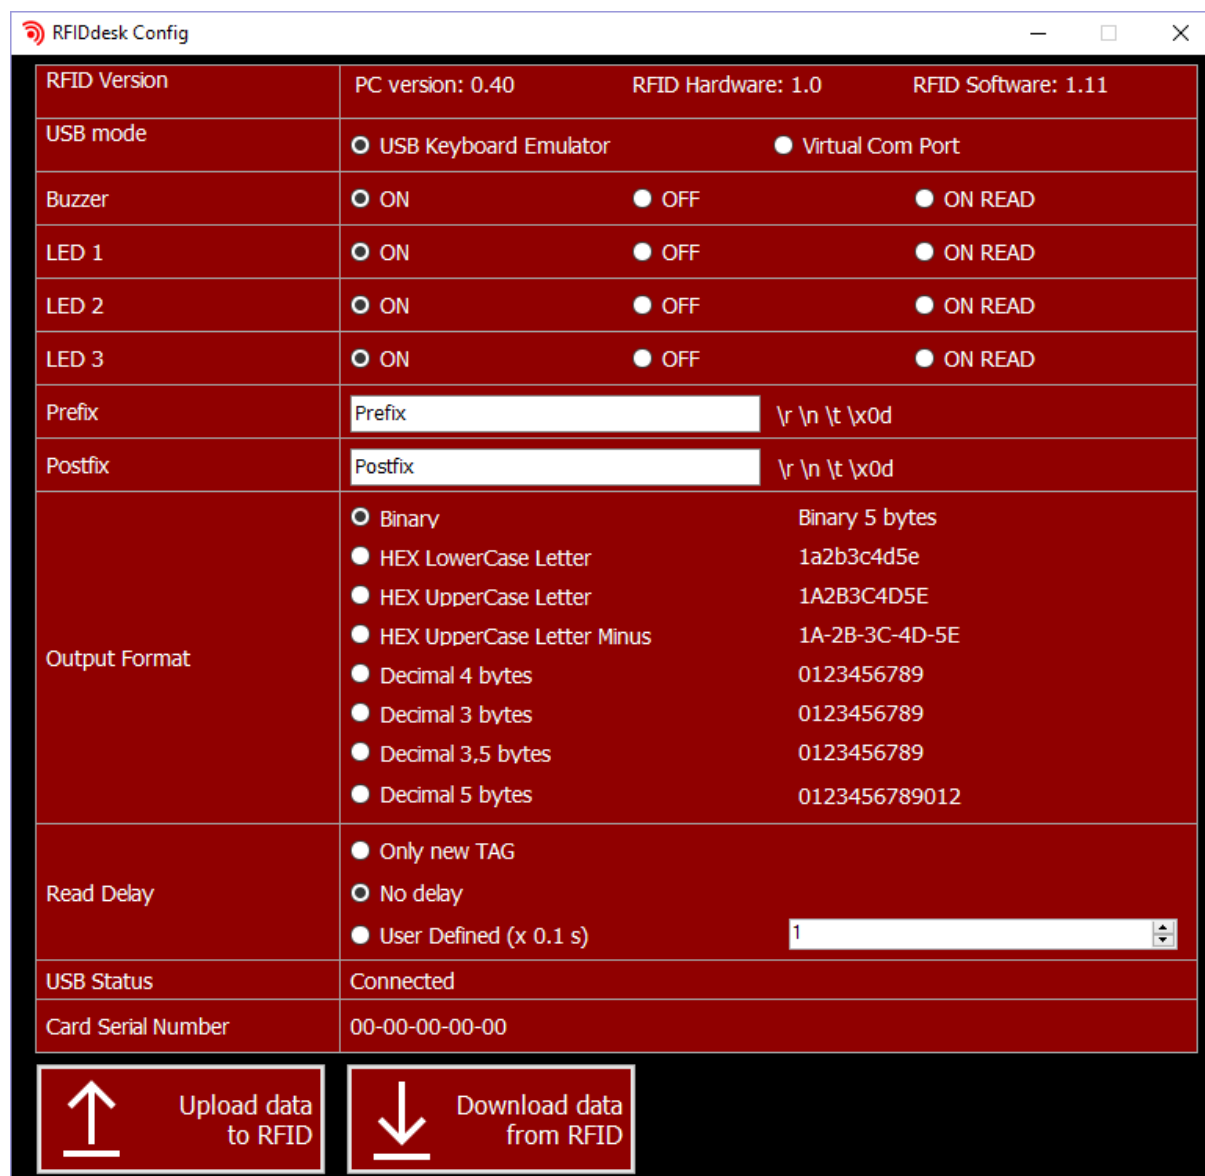 RFIDdesk Config
RFID Version PC version: 0.40 RFID Hardware: 1.0 RFID Software: 1.11
USB mode USB Keyboard Emulator Virtual Com Port
Buzzer ON OFF ON READ
LED 1 ON OFF ON READ
LED 2 ON OFF ON READ
LED 3 ON OFF ON READ
Prefix Prefix \r \n \t \x0d
Postfix Postfix \r \n \t \x0d
Output Format
Binary Binary 5 bytes
HEX LowerCase Letter 1a2b3c4d5e
HEX UpperCase Letter 1A2B3C4D5E
HEX UpperCase Letter Minus 1A-2B-3C-4D-5E
Decimal 4 bytes 0123456789
Decimal 3 bytes 0123456789
Decimal 3,5 bytes 0123456789
Decimal 5 bytes 0123456789012
Read Delay
Only new TAG
No delay
User Defined (x 0.1 s) 1
USB Status Connected
Card Serial Number 00-00-00-00-00
Upload data
to RFID
Download data
from RFID